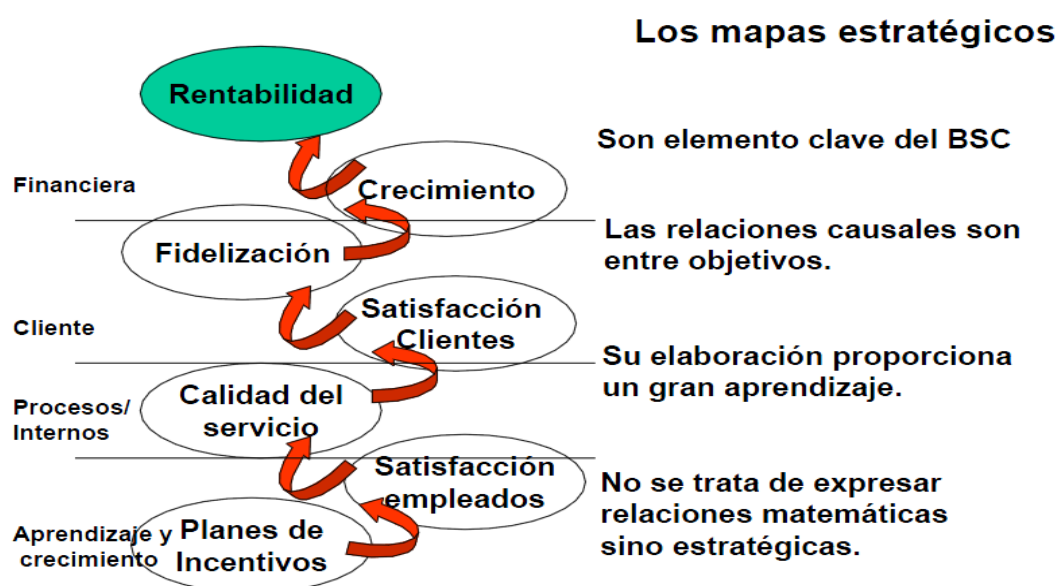 Los mapas estratégicos
Rentabilidad
Son elemento clave del BSC
Financiera
Crecimiento
Las relaciones causales son
entre objetivos.
Fidelización
Satisfacción
Clientes
Cliente
Su elaboración proporciona
un gran aprendizaje.
Calidad del
servicio
Procesos/
Internos
Satisfacción
empleados
No se trata de expresar
relaciones matemáticas
sino estratégicas.
Aprendizaje y
crecimiento
Planes de
Incentivos